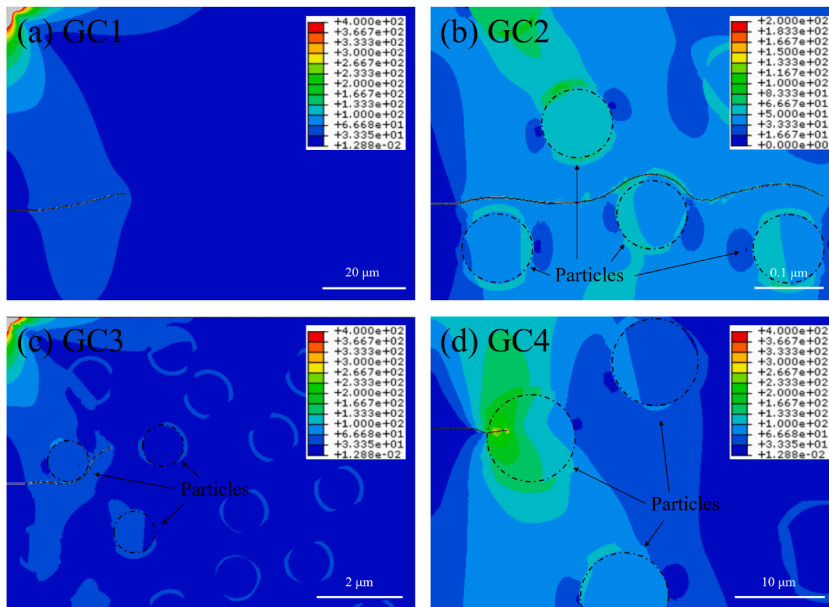 (a) GC1
+4.000e+02
+3.667e+02
+3.333e+02
+3.000e+02
+2.667e+02
+2.333e+02
+2.000e+02
+1.667e+02
+1.333e+02
+1.000e+02
+6.668e+01
+3.335e+01
+1.288e-02
20 μm
(b) GC2
+2.000e+02
+1.833e+02
+1.667e+02
+1.500e+02
+1.333e+02
+1.167e+02
+1.000e+02
+8.333e+01
+6.667e+01
+5.000e+01
+3.333e+01
+1.667e+01
+0.000e+00
Particles
0.1 μm
(c) GC3
+4.000e+02
+3.667e+02
+3.333e+02
+3.000e+02
+2.667e+02
+2.333e+02
+2.000e+02
+1.667e+02
+1.333e+02
+1.000e+02
+6.668e+01
+3.335e+01
+1.288e-02
Particles
2 μm
(d) GC4
+4.000e+02
+3.667e+02
+3.333e+02
+3.000e+02
+2.667e+02
+2.333e+02
+2.000e+02
+1.667e+02
+1.333e+02
+1.000e+02
+6.668e+01
+3.335e+01
+1.288e-02
Particles
10 μm